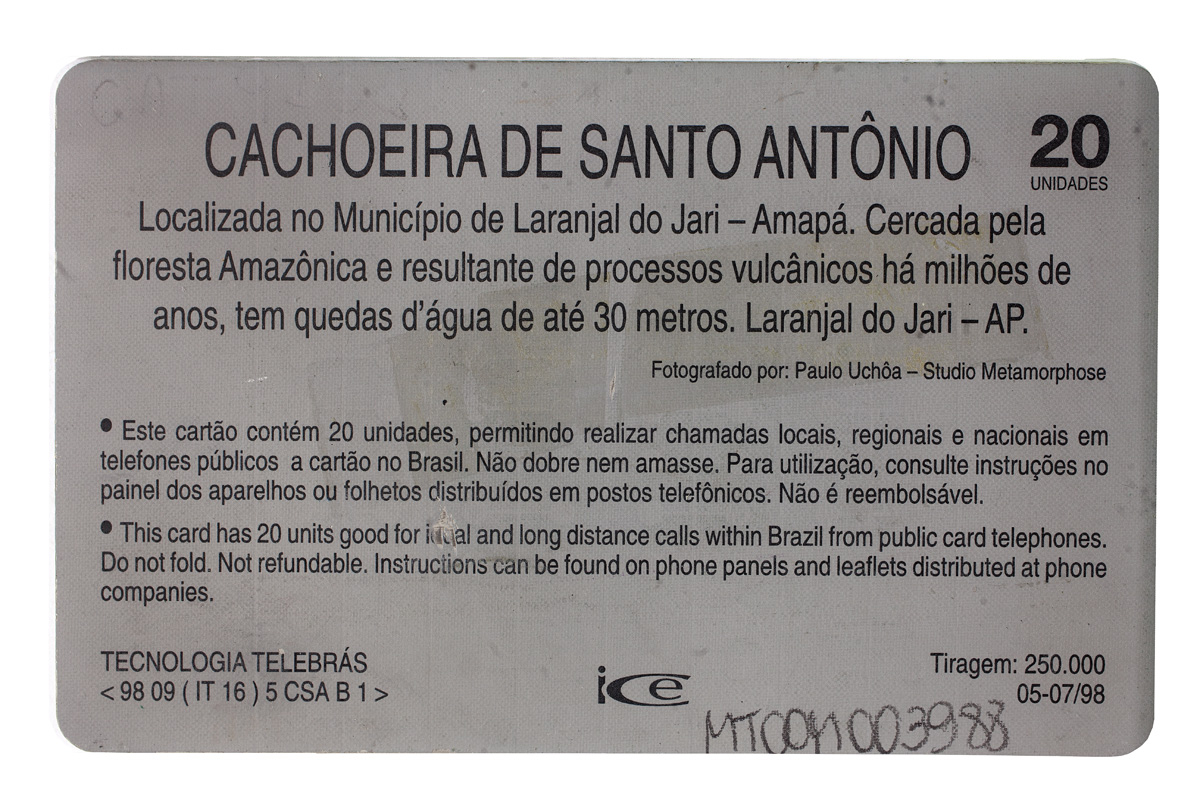 CACHOEIRA DE SANTO ANTÔNIO
20
UNIDADES
Localizada no Município de Laranjal do Jari – Amapá. Cercada pela
floresta Amazônica e resultante de processos vulcânicos há milhões de
anos, tem quedas d'água de até 30 metros. Laranjal do Jari – AP.
Fotografado por: Paulo Uchôa – Studio Metamorphose
• Este cartão contém 20 unidades, permitindo realizar chamadas locais, regionais e nacionais em
telefones públicos a cartão no Brasil. Não dobre nem amasse. Para utilização, consulte instruções no
painel dos aparelhos ou folhetos distribuídos em postos telefônicos. Não é reembolsável.
• This card has 20 units good for and long distance calls within Brazil from public card telephones.
Do not fold. Not refundable. Instructions can be found on phone panels and leaflets distributed at phone
companies.
TECNOLOGIA TELEBRÁS
< 98 09 ( IT 16 ) 5 CSA B 1 >
ice
Tiragem: 250.000
05-07/98